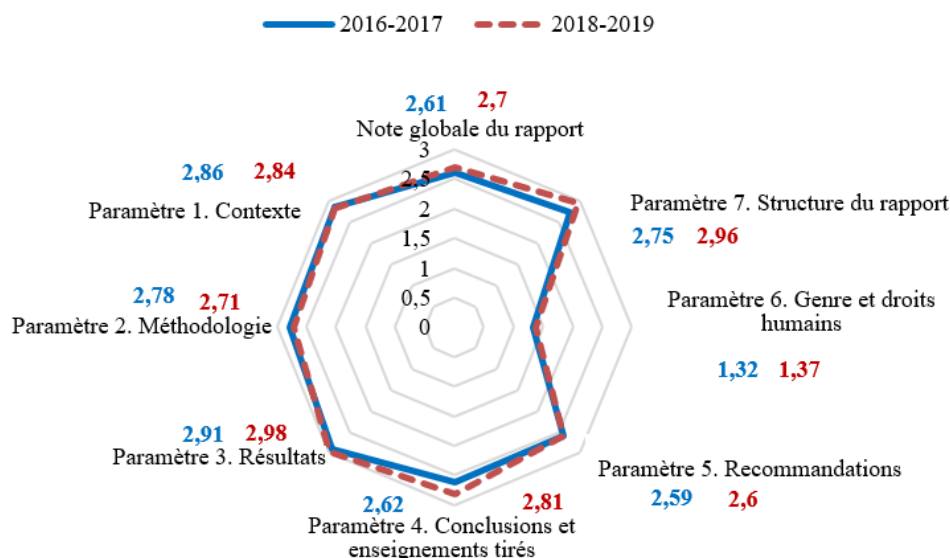 2016-2017 2018-2019
2,61 2,7
Note globale du rapport
2,86 2,84
Paramètre 1. Contexte
3
2,5
2
1,5
1
0,5
0
Paramètre 7. Structure du rapport
2,75 2,96
2,78 2,71
Paramètre 2. Méthodologie
Paramètre 6. Genre et droits
humains
1,32 1,37
2,91 2,98
Paramètre 3. Résultats
Paramètre 5. Recommandations
2,59 2,6
2,62 2,81
Paramètre 4. Conclusions et
enseignements tirés